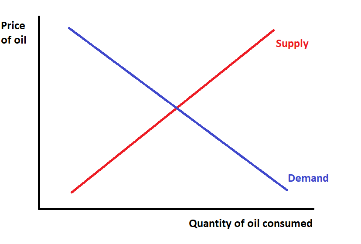 Price
of oil
Supply
Demand
Quantity of oil consumed